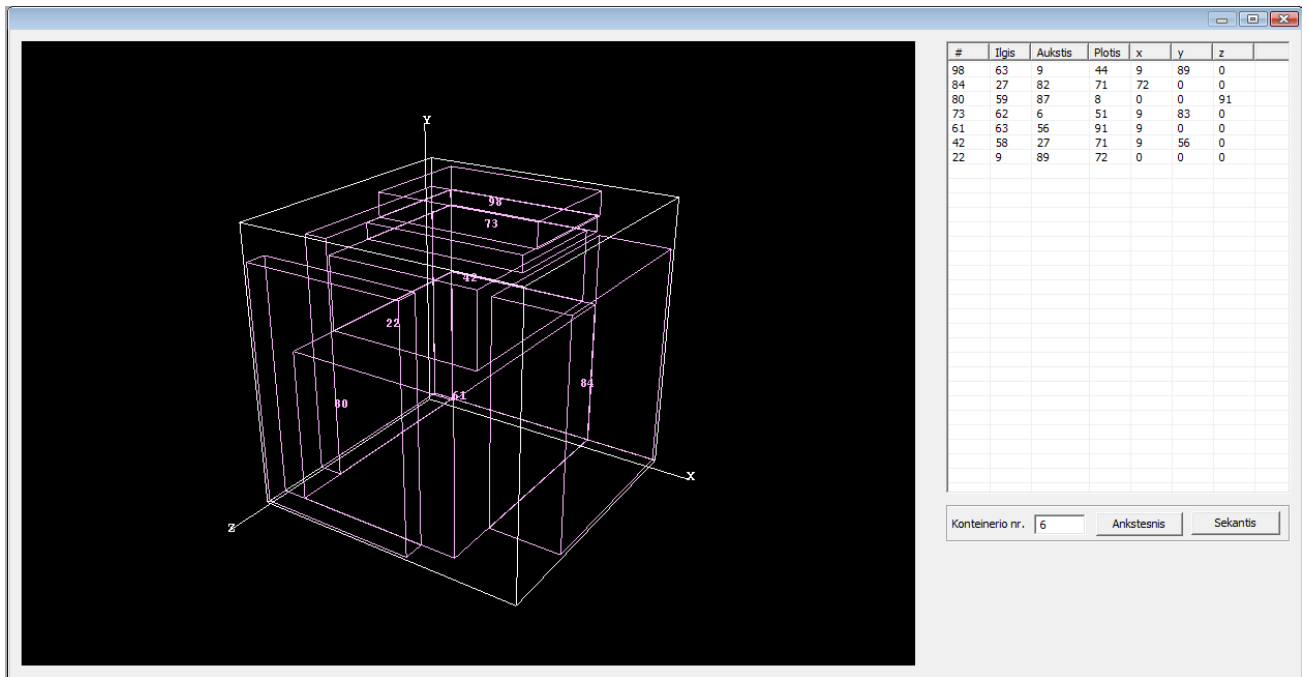 Y
98
73
42
22
84
61
80
X
Z
# Ilgis Aukstis Plotis x y z
98 63 9 44 9 89 0
84 27 82 71 72 0 0
80 59 87 8 0 0 91
73 62 6 51 9 83 0
61 63 56 91 9 0 0
42 58 27 71 9 56 0
22 9 89 72 0 0 0
Konteinerio nr. 6 Ankstesnis Sekantis